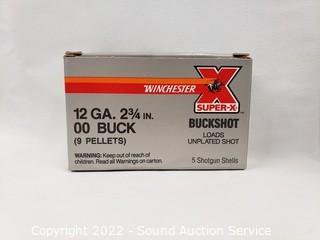 WINCHESTER
X
SUPER-X®
12 GA. 2¾ IN.
00 BUCK
(9 PELLETS)
BUCKSHOT
LOADS
UNPLATED SHOT
WARNING: Keep out of reach of
children. Read all Warnings on carton.
5 Shotgun Shells
Copyright 2022 - Sound Auction Service